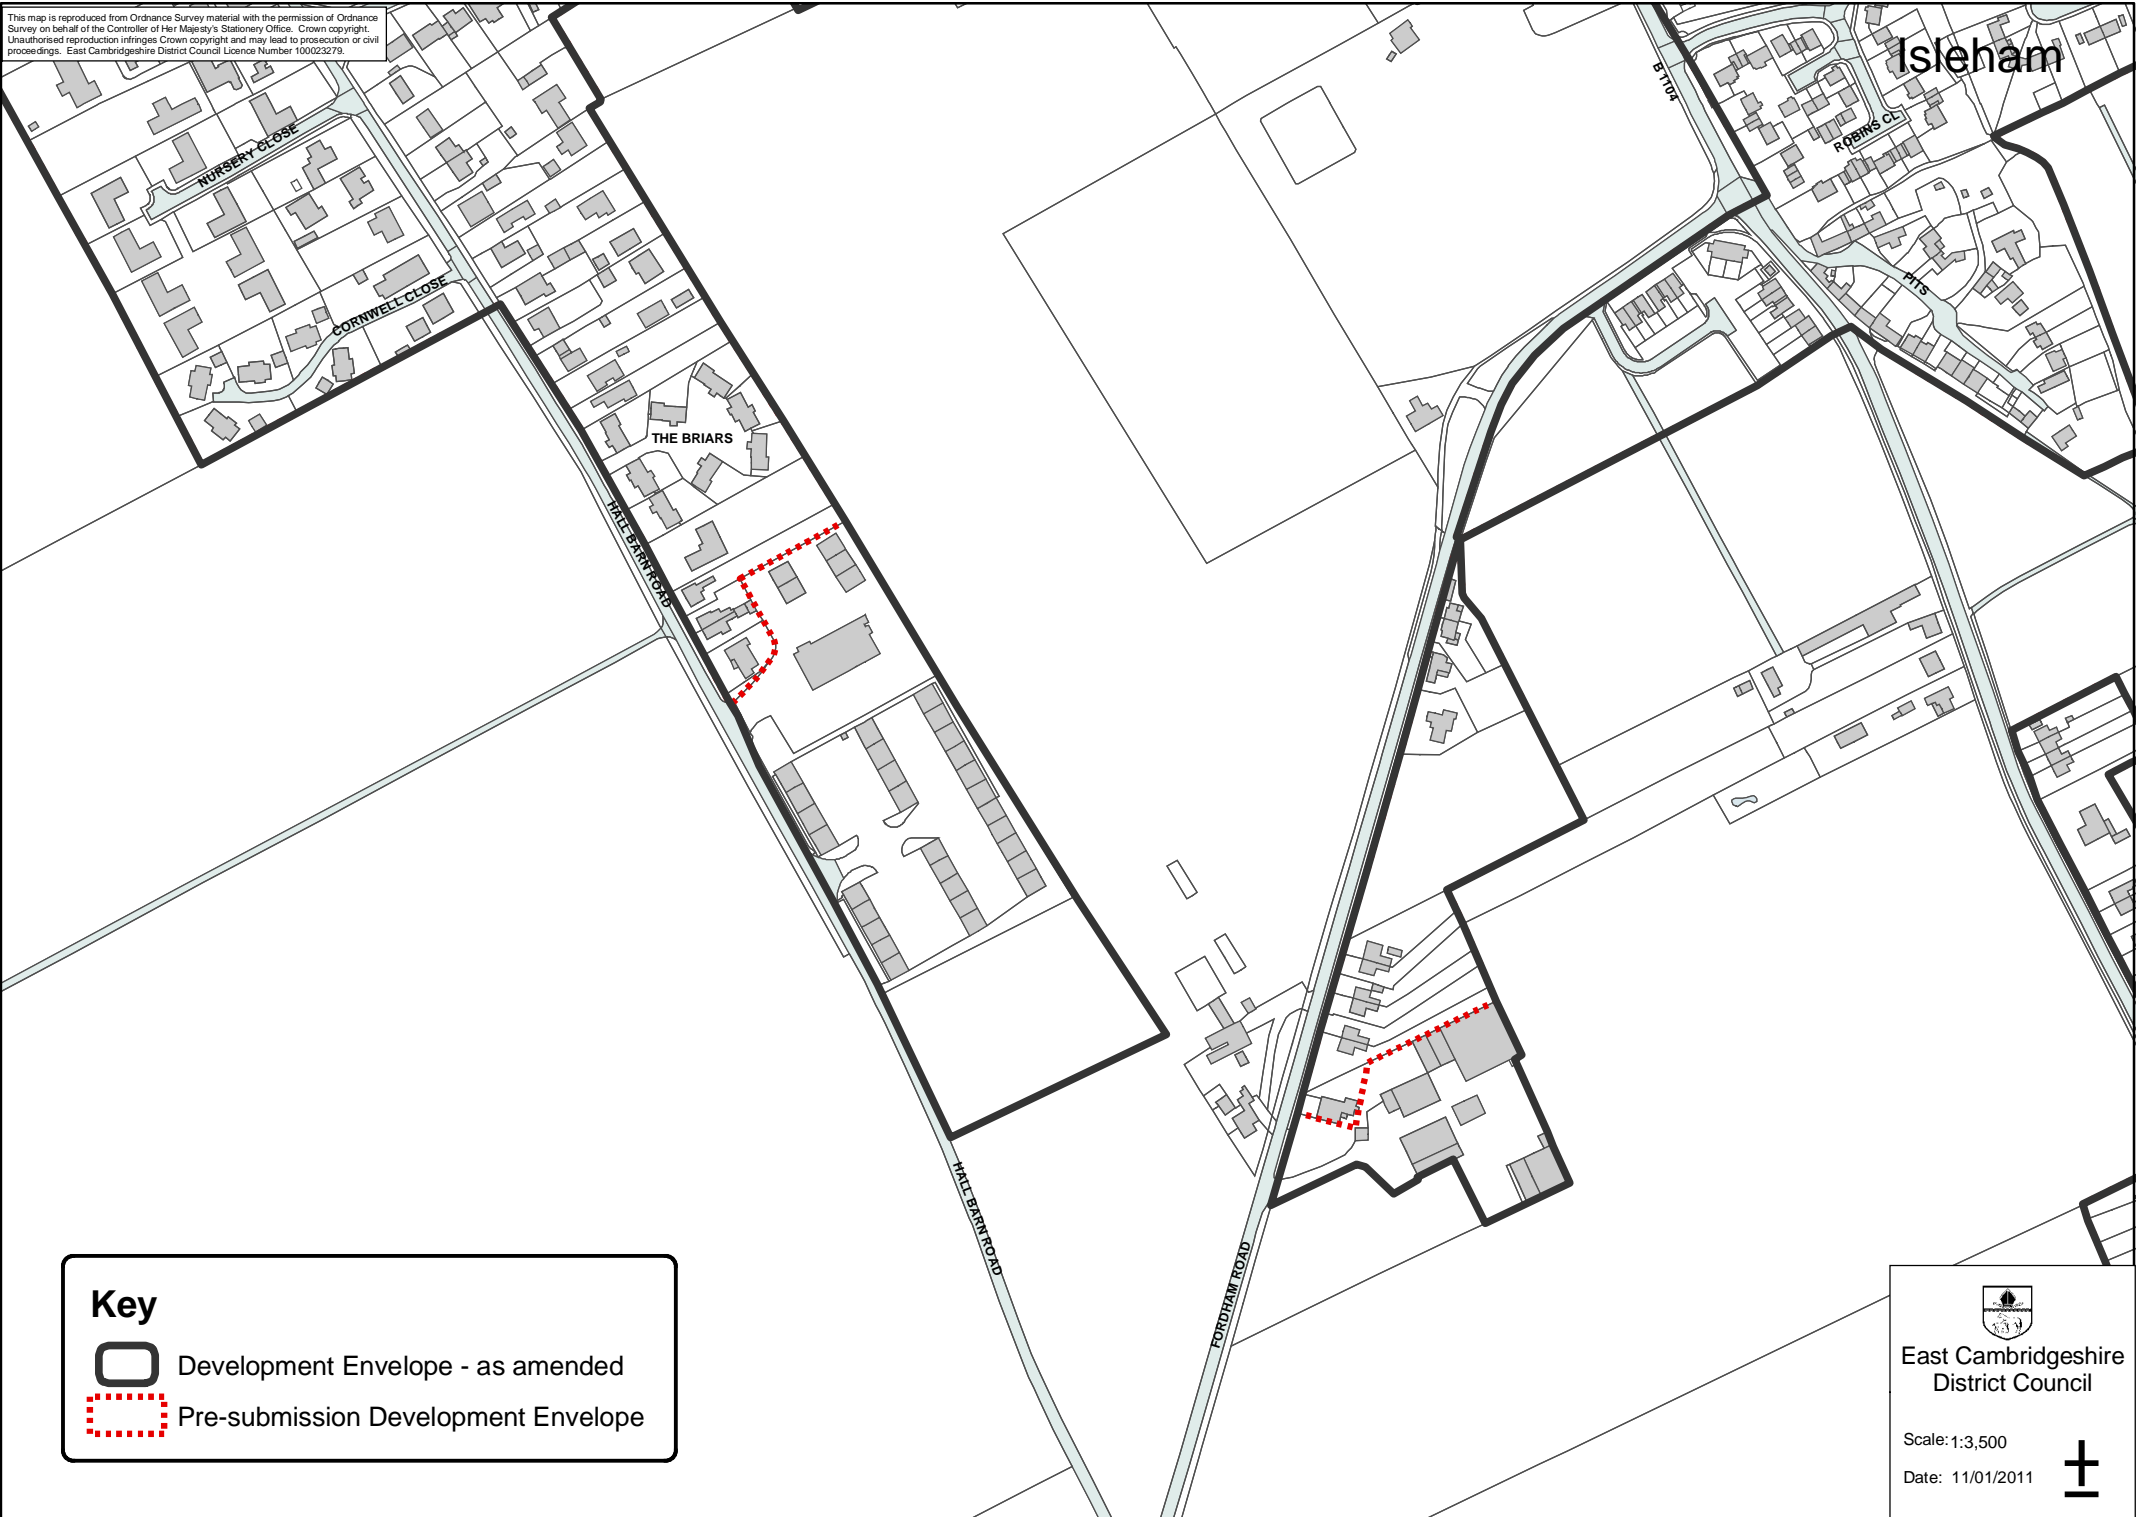 This map is reproduced from Ordnance Survey material with the permission of Ordnance
Survey on behalf of the Controller of Her Majesty's Stationery Office. Crown copyright.
Unauthorised reproduction infringes Crown copyright and may lead to prosecution or civil
proceedings. East Cambridgeshire District Council Licence Number 100023279.
Isleham
B 1104
ROBINS CL
NURSERY CLOSE
PITS
CORNWELL CLOSE
THE BRIARS
HALL BARN ROAD
HALL BARN ROAD
FORDHAM ROAD
Key
Development Envelope - as amended
Pre-submission Development Envelope
East Cambridgeshire
District Council
Scale: 1:3,500
Date: 11/01/2011